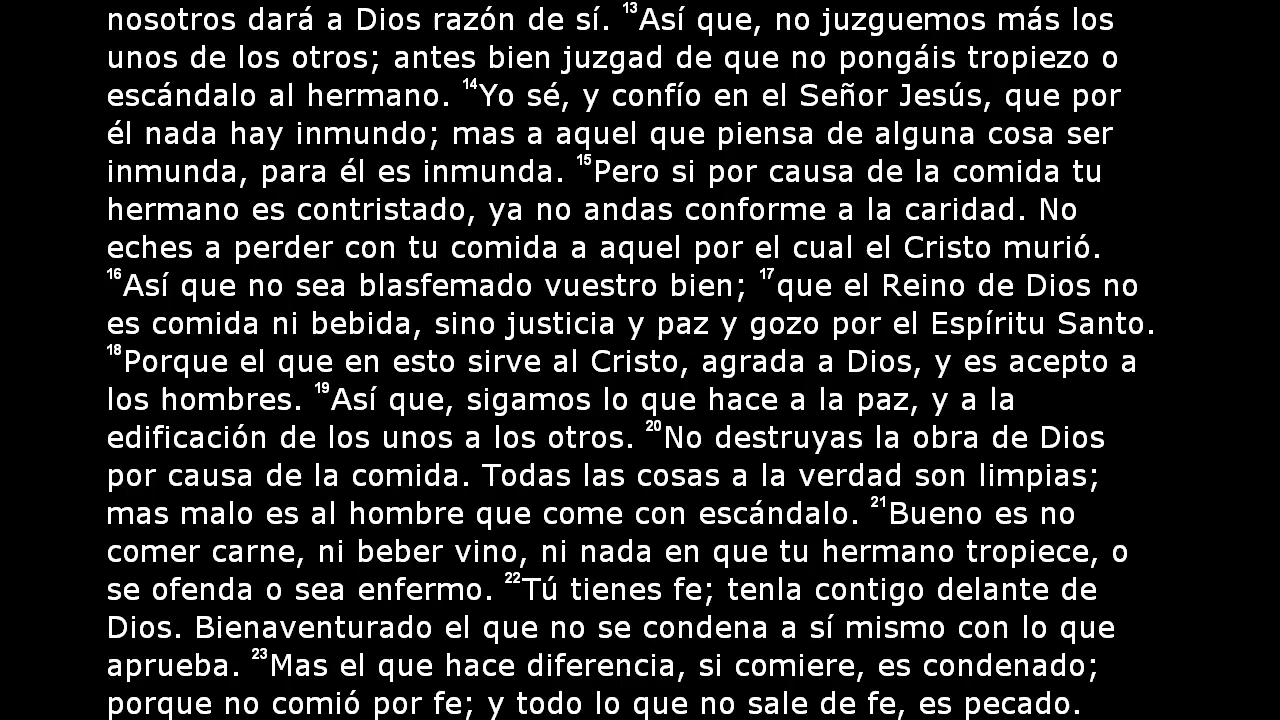 nosotros dará a Dios razón de sí. 13Así que, no juzguemos más los
unos de los otros; antes bien juzgad de que no pongáis tropiezo o
escándalo al hermano. 14Yo sé, y confío en el Señor Jesús, que por
él nada hay inmundo; mas a aquel que piensa de alguna cosa ser
inmunda, para él es inmunda. 15Pero si por causa de la comida tu
hermano es contristado, ya no andas conforme a la caridad. No
eches a perder con tu comida a aquel por el cual el Cristo murió.
16Así que no sea blasfemado vuestro bien; 17que el Reino de Dios no
es comida ni bebida, sino justicia y paz y gozo por el Espíritu Santo.
18Porque el que en esto sirve al Cristo, agrada a Dios, y es acepto a
los hombres. 19Así que, sigamos lo que hace a la paz, y a la
edificación de los unos a los otros. 20No destruyas la obra de Dios
por causa de la comida. Todas las cosas a la verdad son limpias;
mas malo es al hombre que come con escándalo. 21Bueno es no
comer carne, ni beber vino, ni nada en que tu hermano tropiece, o
se ofenda o sea enfermo. 22Tú tienes fe; tenla contigo delante de
Dios. Bienaventurado el que no se condena a sí mismo con lo que
aprueba. 23Mas el que hace diferencia, si comiere, es condenado;
porque no comió por fe; y todo lo que no sale de fe, es pecado.